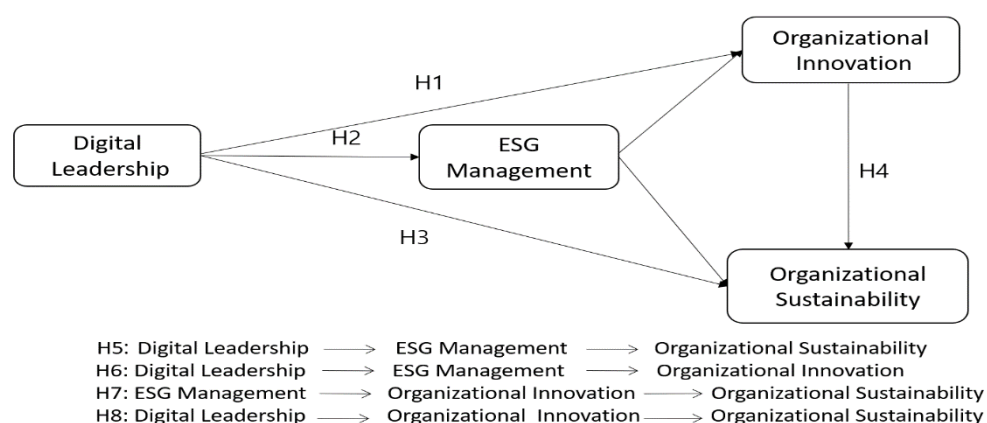 Organizational
Innovation
H1
Digital
Leadership
H2
ESG
Management
H4
H3
Organizational
Sustainability
H5: Digital Leadership → ESG Management → Organizational Sustainability
H6: Digital Leadership → ESG Management → Organizational Innovation
H7: ESG Management → Organizational Innovation → Organizational Sustainability
H8: Digital Leadership → Organizational Innovation → Organizational Sustainability